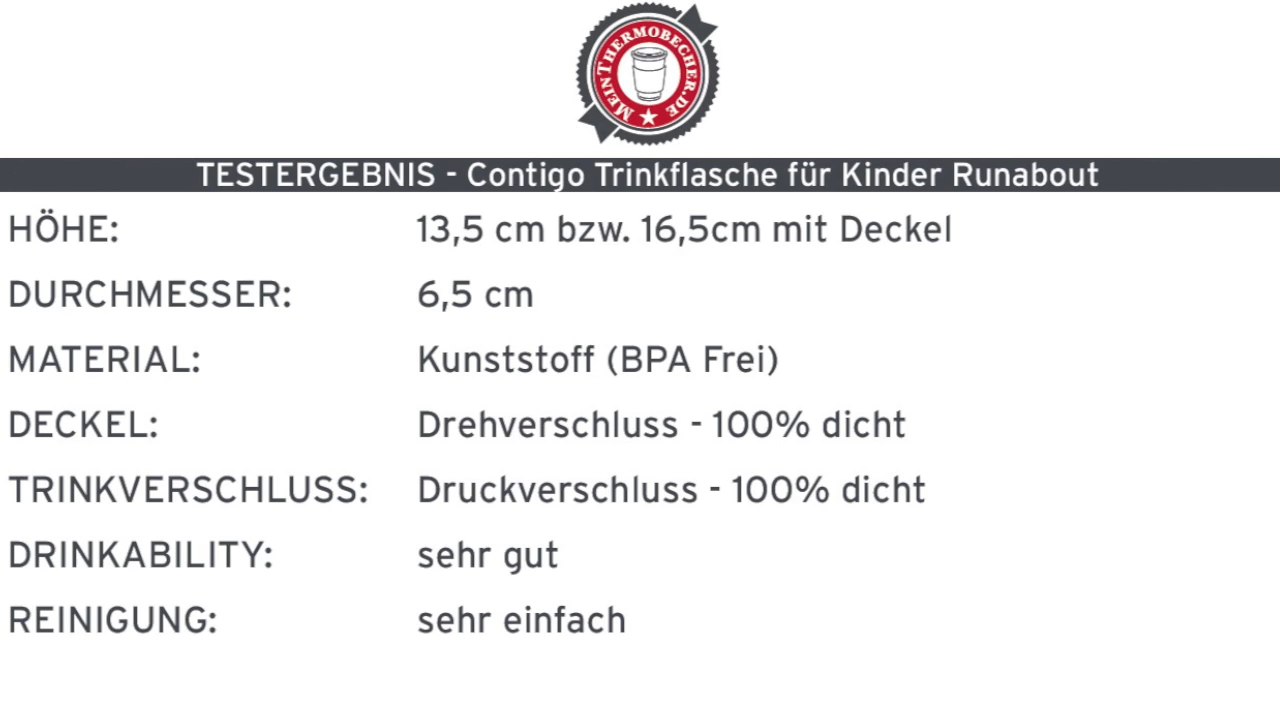 MEINTHERMOBECHER.DE
TESTERGEBNIS - Contigo Trinkflasche für Kinder Runabout
HÖHE: 13,5 cm bzw. 16,5cm mit Deckel
DURCHMESSER: 6,5 cm
MATERIAL: Kunststoff (BPA Frei)
DECKEL: Drehverschluss - 100% dicht
TRINKVERSCHLUSS: Druckverschluss - 100% dicht
DRINKABILITY: sehr gut
REINIGUNG: sehr einfach